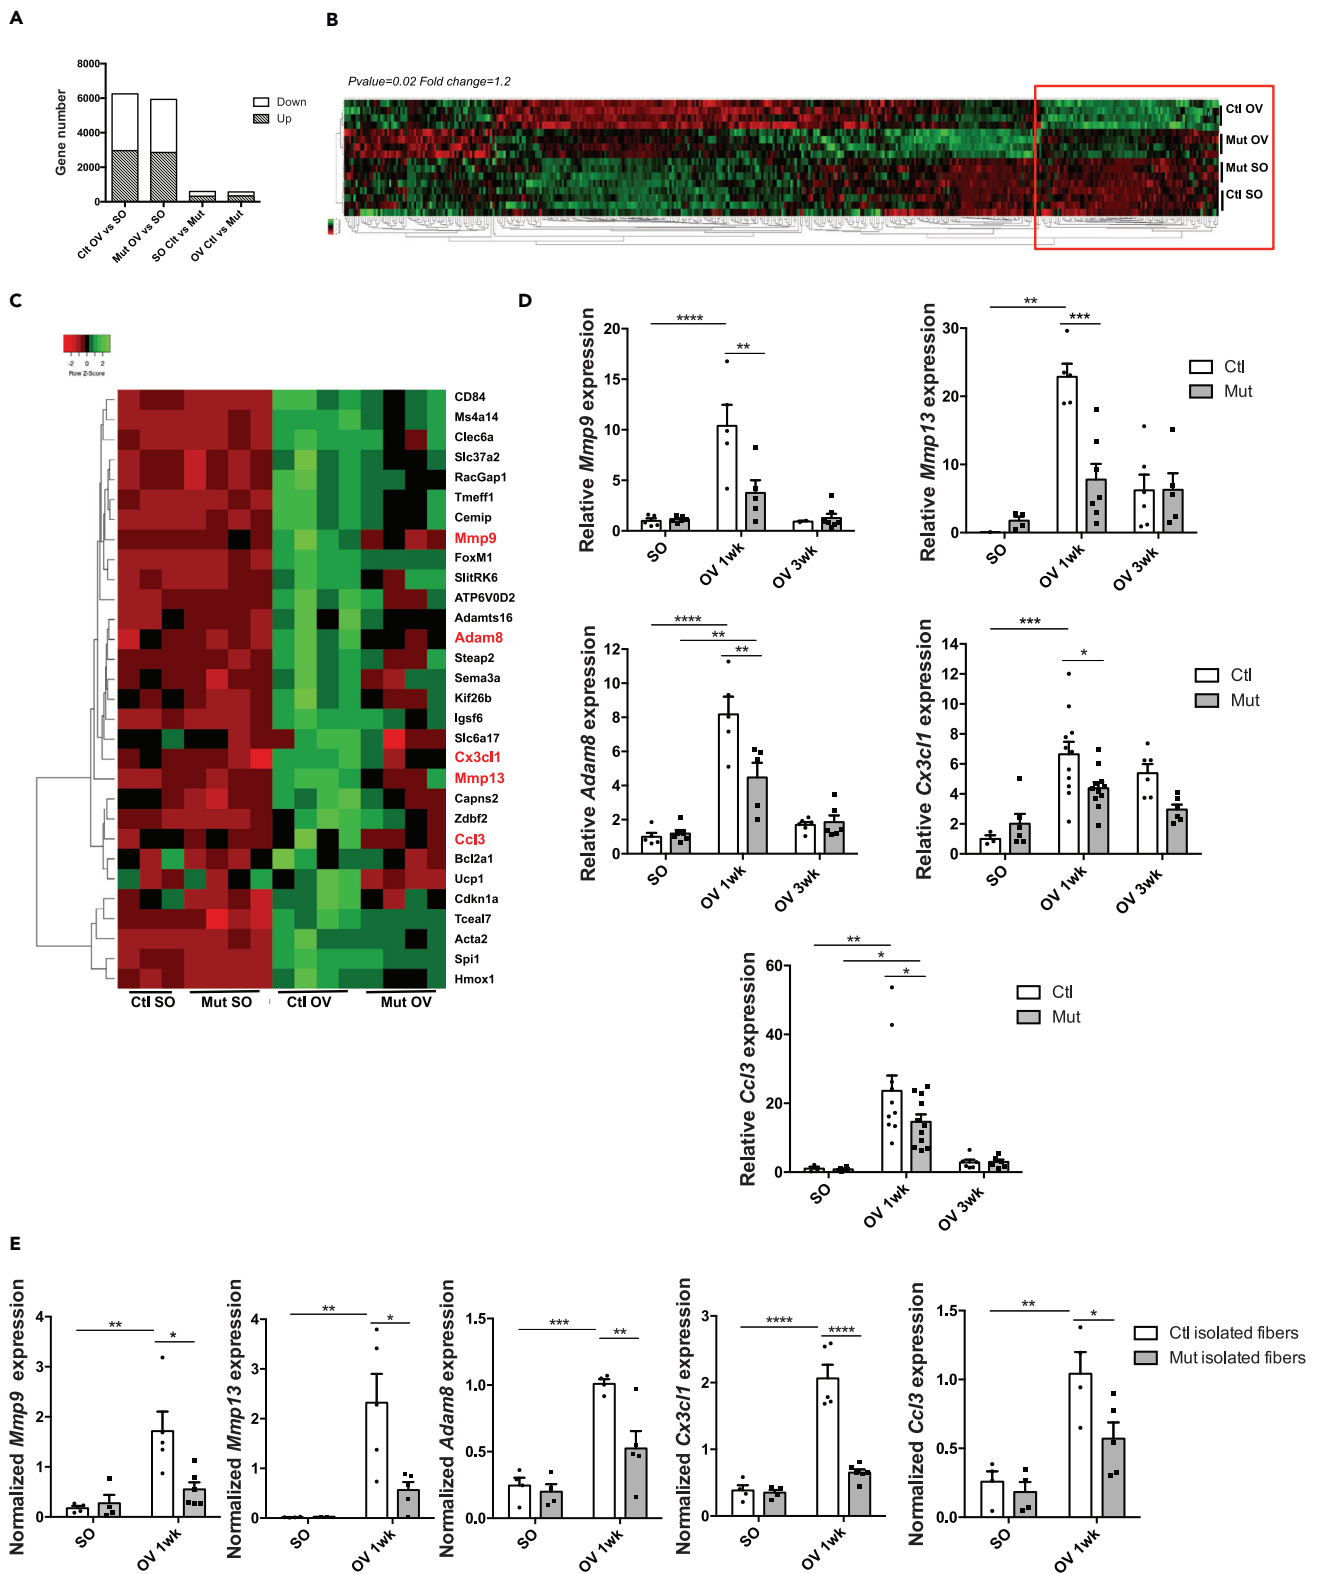 A
B
8000
6000
4000
2000
0
Gene number
Down
Up
Clt OV vs SO
Mut OV vs SO
SO Clt vs Mut
OV Ctl vs Mut
Pvalue=0.02 Fold change=1.2
Ctl OV
Mut OV
Mut SO
Ctl SO
C
-2 0 2
Row Z-Score
CD84
Ms4a14
Clec6a
Slc37a2
RacGap1
Tmeff1
Cemip
Mmp9
FoxM1
SlitRK6
ATP6V0D2
Adamts16
Adam8
Steap2
Sema3a
Kif26b
Igsf6
Slc6a17
Cx3cl1
Mmp13
Capns2
Zdbf2
Ccl3
Bcl2a1
Ucp1
Cdkn1a
Tceal7
Acta2
Spi1
Hmox1
Ctl SO Mut SO Ctl OV Mut OV
D
Relative Mmp9 expression
20
15
10
5
0
****
**
SO
OV 1wk
OV 3wk
Relative Mmp13 expression
30
20
10
0
**
***
SO
OV 1wk
OV 3wk
Ctl
Mut
Relative Adam8 expression
12
10
8
6
4
2
0
****
**
**
SO
OV 1wk
OV 3wk
Relative Cx3cl1 expression
14
12
10
8
6
4
2
0
***
*
SO
OV 1wk
OV 3wk
Ctl
Mut
Relative Ccl3 expression
60
40
20
0
**
*
*
SO
OV 1wk
OV 3wk
Ctl
Mut
E
Normalized Mmp9 expression
4
3
2
1
0
**
*
SO
OV 1wk
Normalized Mmp13 expression
4
3
2
1
0
**
*
SO
OV 1wk
Normalized Adam8 expression
1.5
1.0
0.5
0.0
***
**
SO
OV 1wk
Normalized Cx3cl1 expression
3
2
1
0
****
****
SO
OV 1wk
Normalized Ccl3 expression
1.5
1.0
0.5
0.0
**
*
SO
OV 1wk
Ctl isolated fibers
Mut isolated fibers